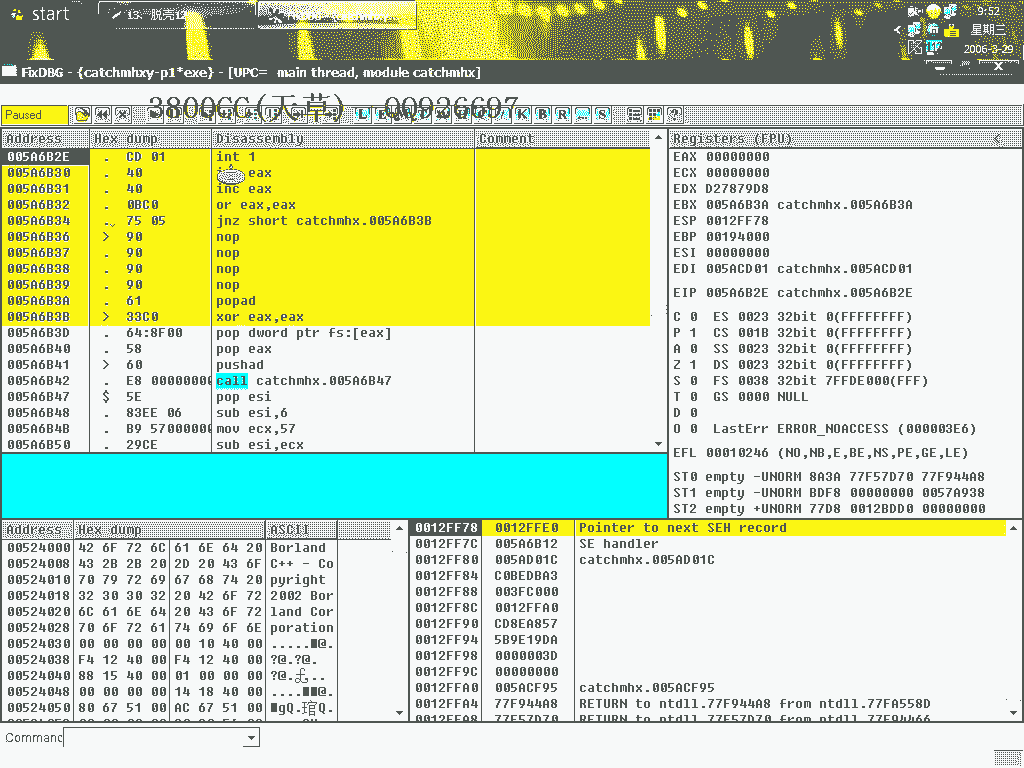 start
13、脱壳12
9:52
星期三
2006-3-29
FixDBG - {catchmhxy-p1*exe} - [UPC= main thread, module catchmhx]
3800CC(天草) - 00936697
Paused
K B R S
Address Hex dump Disassembly Comment
005A6B2E . CD 01 int 1
005A6B30 . 40 eax
005A6B31 . 40 inc eax
005A6B32 . 0BC0 or eax,eax
005A6B34 . 75 05 jnz short catchmhx.005A6B3B
005A6B36 > 90 nop
005A6B37 . 90 nop
005A6B38 . 90 nop
005A6B39 . 90 nop
005A6B3A . 61 popad
005A6B3B > 33C0 xor eax,eax
005A6B3D . 64:8F00 pop dword ptr fs:[eax]
005A6B40 . 58 pop eax
005A6B41 > 60 pushad
005A6B42 . E8 00000000 call catchmhx.005A6B47
005A6B47 $ 5E pop esi
005A6B48 . 83EE 06 sub esi,6
005A6B4B . B9 57000000 mov ecx,57
005A6B50 . 29CE sub esi,ecx
Registers (FPU) <
EAX 00000000
ECX 00000000
EDX D27879D8
EBX 005A6B3A catchmhx.005A6B3A
ESP 0012FF78
EBP 00194000
ESI 00000000
EDI 005ACD01 catchmhx.005ACD01
EIP 005A6B2E catchmhx.005A6B2E
C 0 ES 0023 32bit 0(FFFFFFFF)
P 1 CS 001B 32bit 0(FFFFFFFF)
A 0 SS 0023 32bit 0(FFFFFFFF)
Z 1 DS 0023 32bit 0(FFFFFFFF)
S 0 FS 0038 32bit 7FFDE000(FFF)
T 0 GS 0000 NULL
D 0
O 0 LastErr ERROR_NOACCESS (000003E6)
EFL 00010246 (NO,NB,E,BE,NS,PE,GE,LE)
ST0 empty -UNORM 8A3A 77F57D70 77F944A8
ST1 empty -UNORM BDF8 00000000 0057A938
ST2 empty +UNORM 77D8 0012BDD0 00000000
Address Hex dump ASCII
00524000 42 6F 72 6C 61 6E 64 20 Borland
00524008 43 2B 2B 20 2D 20 43 6F C++ - Co
00524010 70 79 72 69 67 68 74 20 pyright
00524018 32 30 30 32 20 42 6F 72 2002 Bor
00524020 6C 61 6E 64 20 43 6F 72 land Cor
00524028 70 6F 72 61 74 69 6F 6E poration
00524030 00 00 00 00 00 10 40 00 .....■@.
00524038 F4 12 40 00 F4 12 40 00 ?@.?@.
00524040 88 15 40 00 01 00 00 00
00524048 00 00 00 00 14 18 40 00 ....■■@.
00524050 80 67 51 00 AC 67 51 00 ■gQ.琯Q.
0012FF78 0012FFE0 Pointer to next SEH record
0012FF7C 005A6B12 SE handler
0012FF80 005AD01C catchmhx.005AD01C
0012FF84 C0BEDBA3
0012FF88 003FC000
0012FF8C 0012FFA0
0012FF90 CD8EA857
0012FF94 5B9E19DA
0012FF98 0000003D
0012FF9C 00000000
0012FFA0 005ACF95 catchmhx.005ACF95
0012FFA4 77F944A8 RETURN to ntdll.77F944A8 from ntdll.77FA558D
0012FFA8 77F57D70 RETURN to ntdll.77F57D70 from ntdll.77F94466
Command